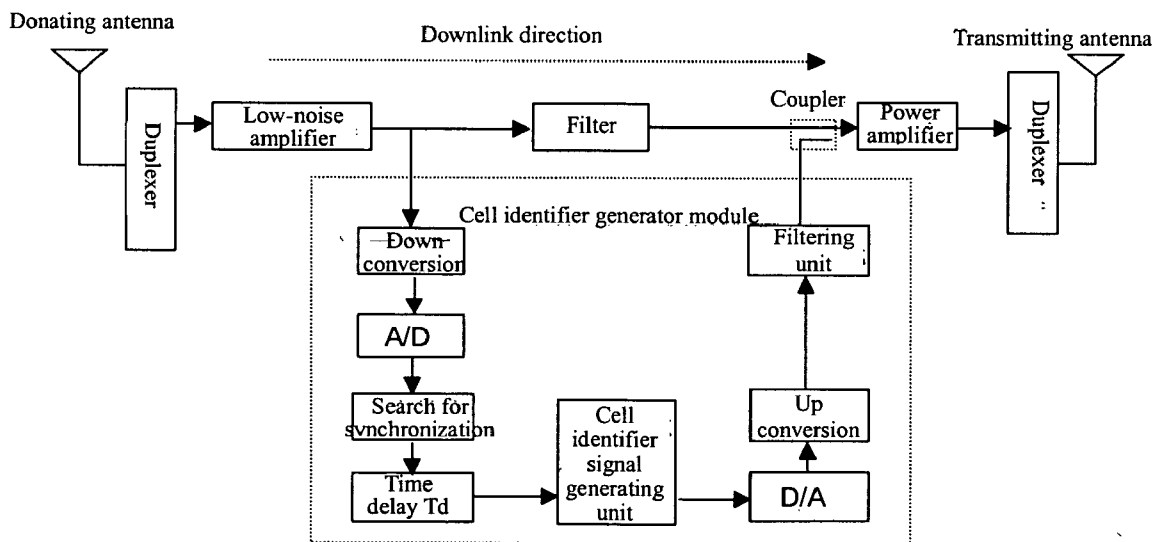 Donating antenna
Downlink direction
Transmitting antenna
Duplexer
Low-noise
amplifier
Filter
Coupler
Power
amplifier
Duplexer
Cell identifier generator module
Down
conversion
Filtering
unit
A/D
Search for
synchronization
Cell
identifier
signal
generating
unit
Up
conversion
Time
delay Td
D/A